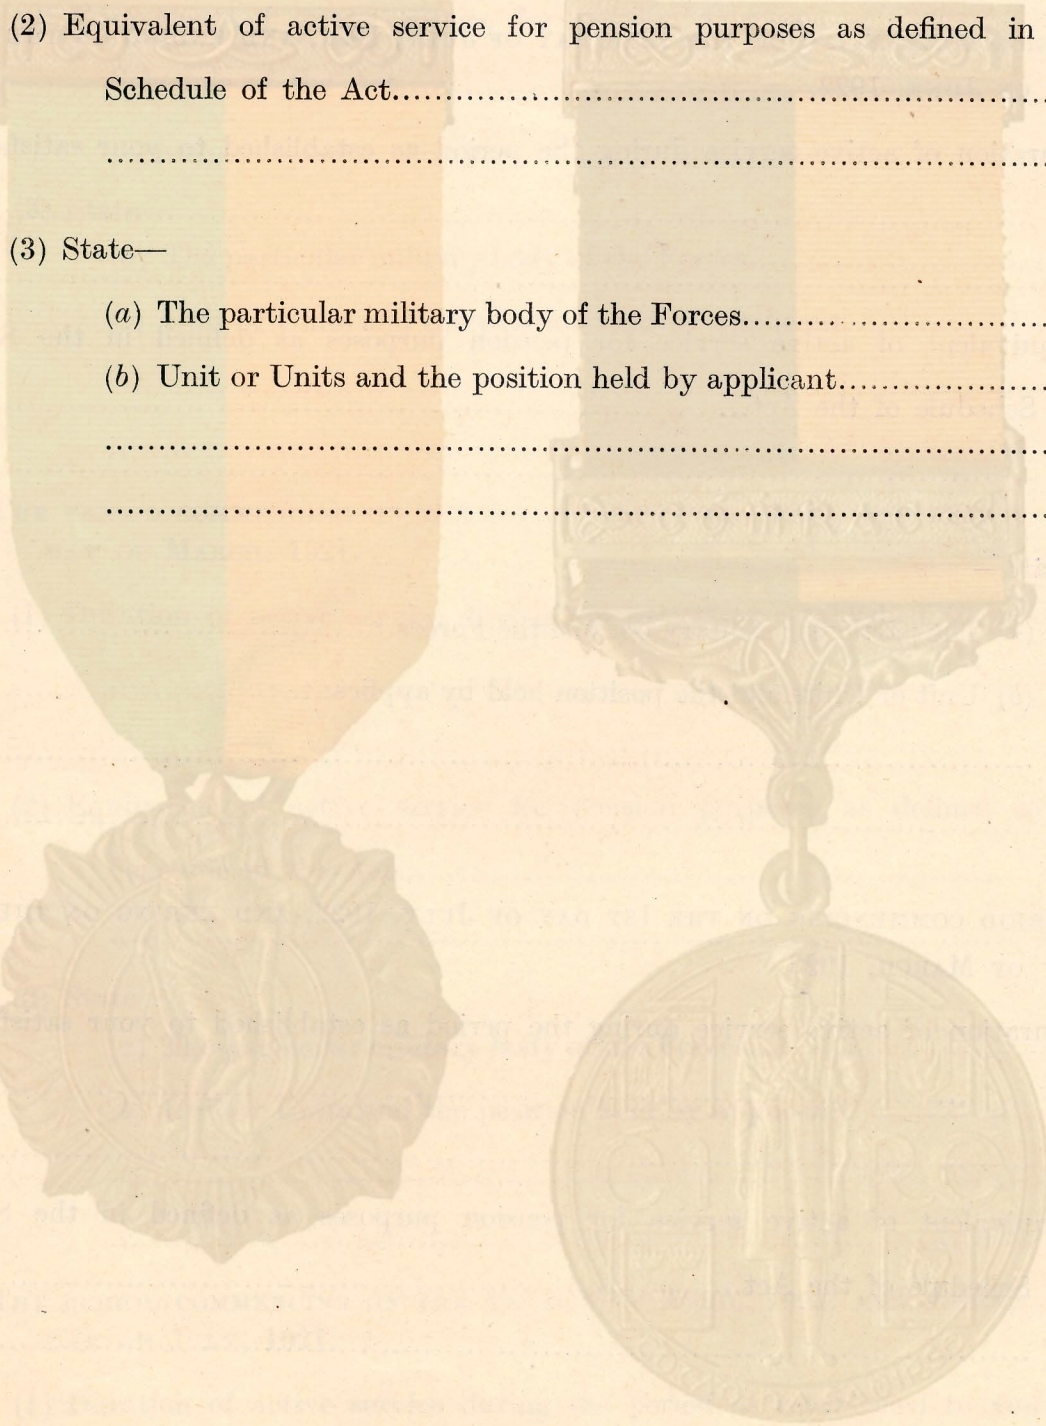 (2) Equivalent of active service for pension purposes as defined in
Schedule of the Act........................................................................
........................................................................................................
(3) State—
(a) The particular military body of the Forces..................................
(b) Unit or Units and the position held by applicant.......................
........................................................................................................
........................................................................................................